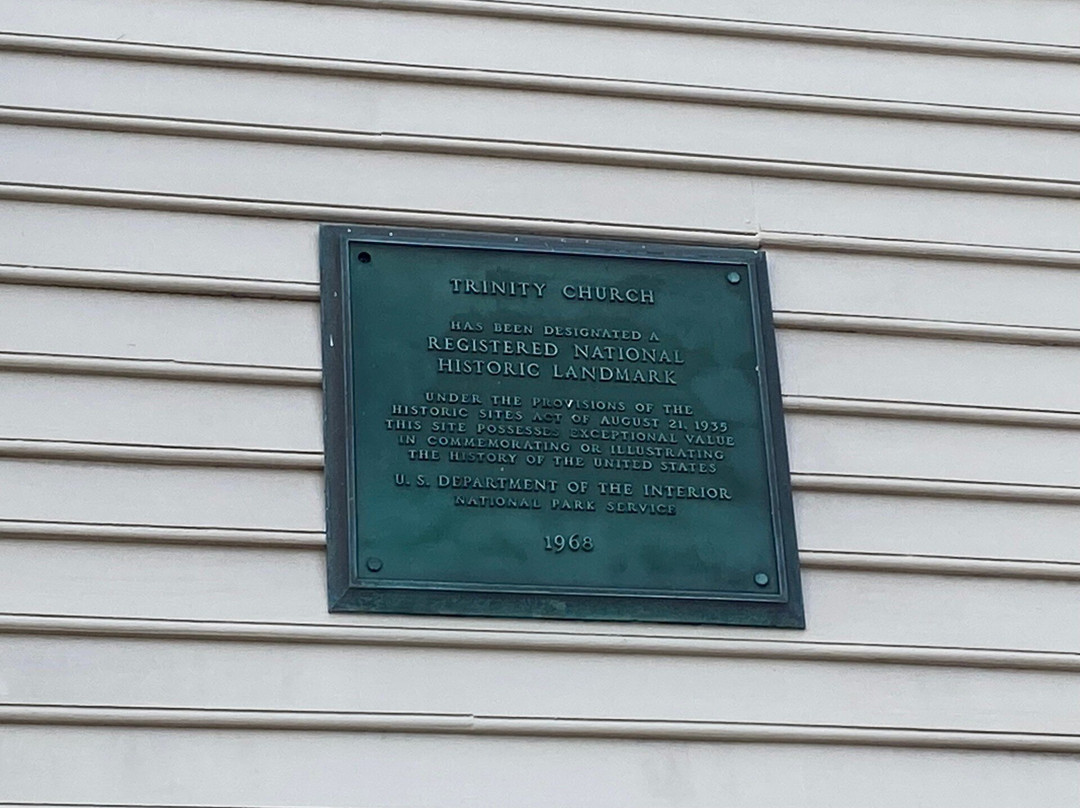 TRINITY CHURCH
HAS BEEN DESIGNATED A
REGISTERED NATIONAL
HISTORIC LANDMARK
UNDER THE PROVISIONS OF THE
HISTORIC SITES ACT OF AUGUST 21, 1935
THIS SITE POSSESSES EXCEPTIONAL VALUE
IN COMMEMORATING OR ILLUSTRATING
THE HISTORY OF THE UNITED STATES
U. S. DEPARTMENT OF THE INTERIOR
NATIONAL PARK SERVICE
1968